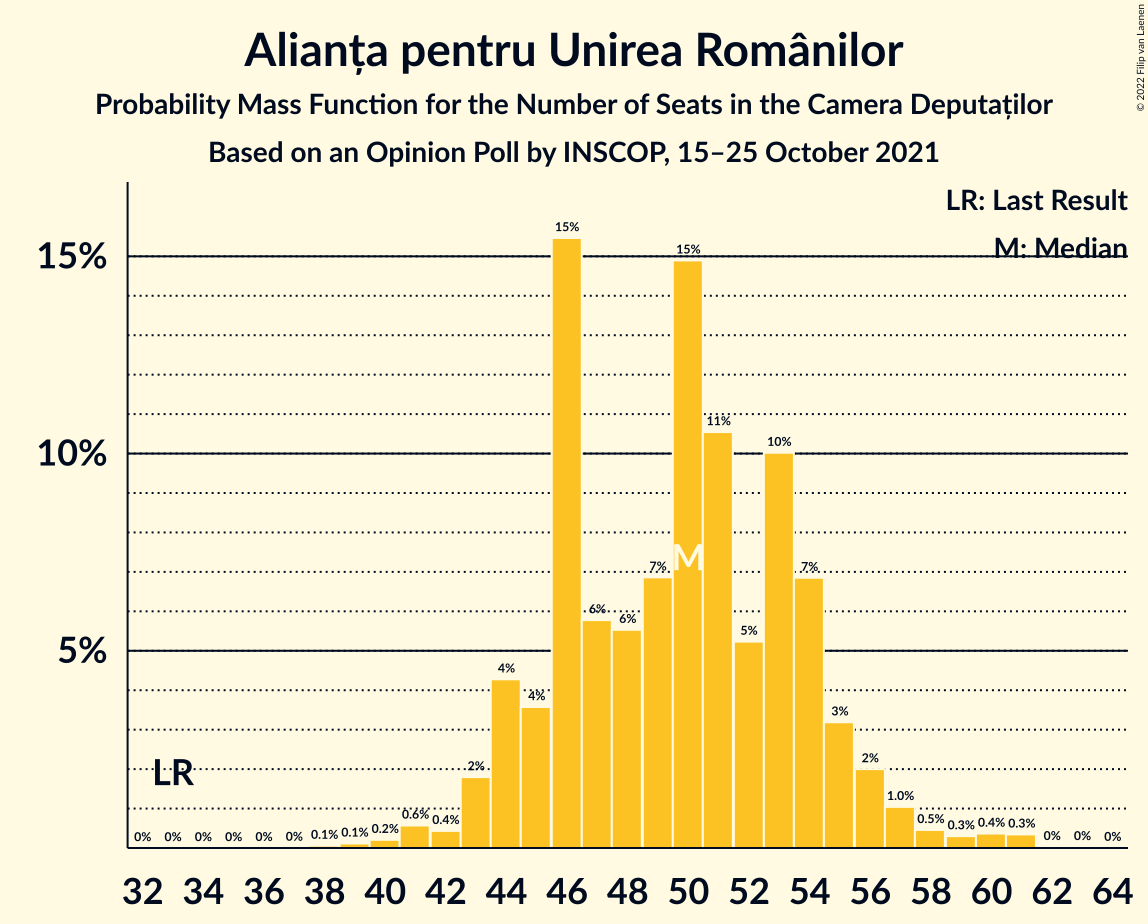 Alianța pentru Unirea Românilor
Probability Mass Function for the Number of Seats in the Camera Deputaților
Based on an Opinion Poll by INSCOP, 15–25 October 2021
© 2022 Filip van Laenen
LR: Last Result
M: Median
15%
10%
5%
0% 0% 0% 0% 0% 0% 0.1% 0.1% 0.2% 0.6% 0.4% 2% 4% 4% 15% 6% 6% 7% 15% 11% 5% 10% 7% 3% 2% 1.0% 0.5% 0.3% 0.4% 0.3% 0% 0% 0%
M
LR
32 34 36 38 40 42 44 46 48 50 52 54 56 58 60 62 64